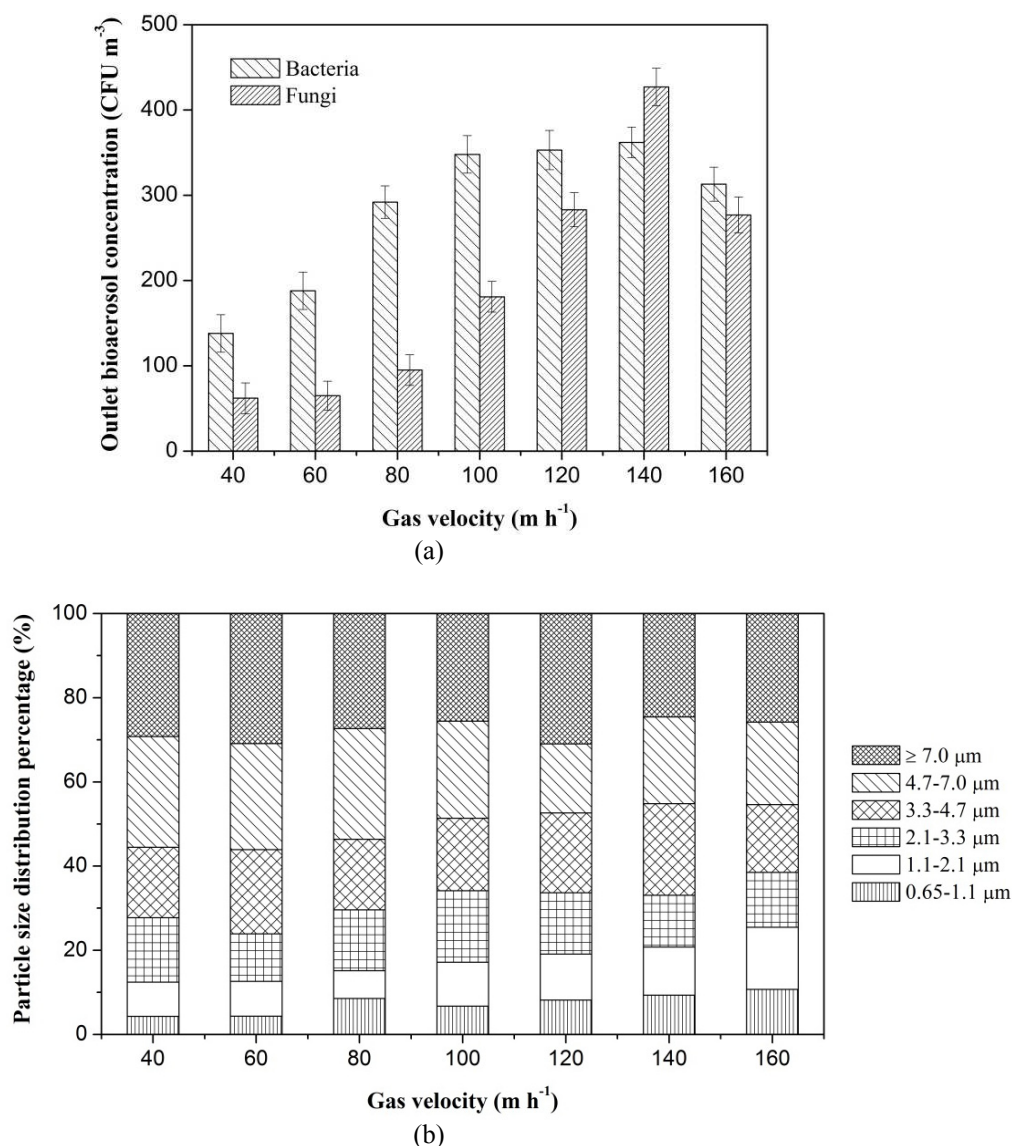 500
400
300
200
100
0
Outlet bioaerosol concentration (CFU m⁻³)
Bacteria
Fungi
40 60 80 100 120 140 160
Gas velocity (m h⁻¹)
(a)
100
80
60
40
20
0
Particle size distribution percentage (%)
≥ 7.0 μm
4.7-7.0 μm
3.3-4.7 μm
2.1-3.3 μm
1.1-2.1 μm
0.65-1.1 μm
40 60 80 100 120 140 160
Gas velocity (m h⁻¹)
(b)